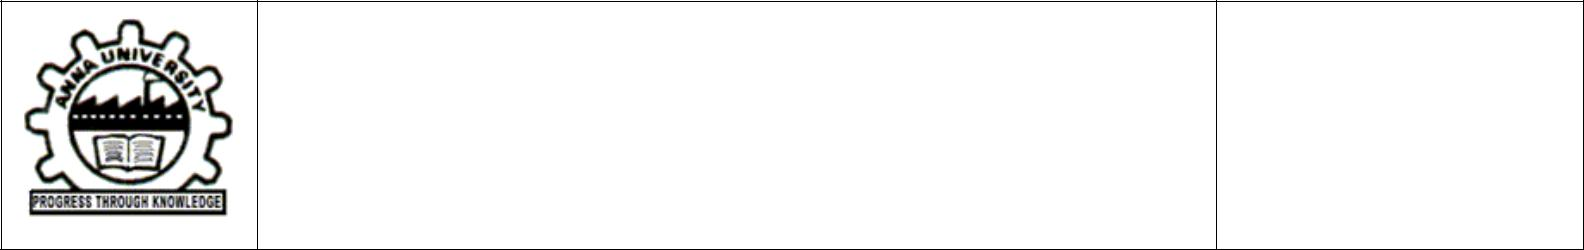 ANNA UNIVERSITY
PROGRESS THROUGH KNOWLEDGE